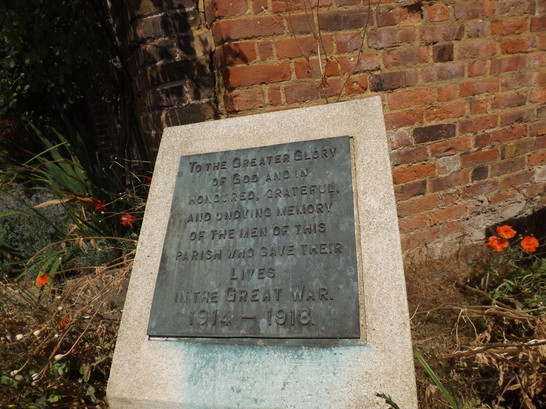 To the Greater Glory
of God and in
honoured, grateful,
and undying memory
of the men of this
parish who gave their
lives
in the Great War.
1914 — 1918.